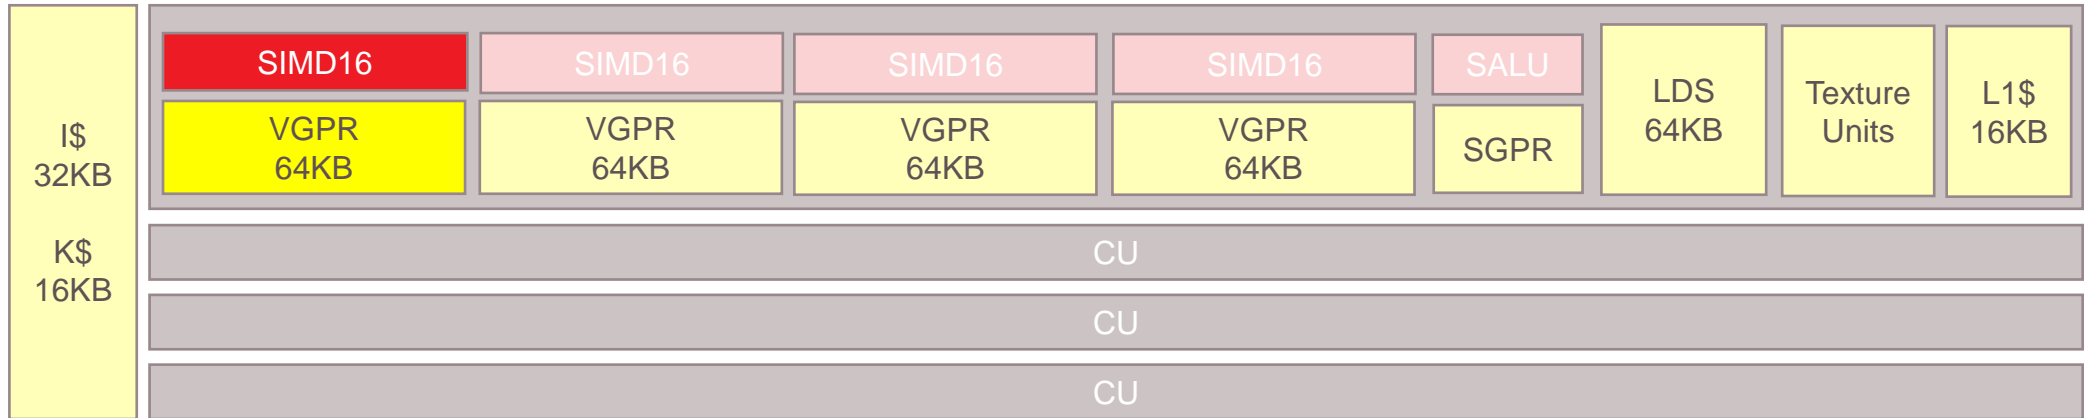 I$
32KB
K$
16KB
SIMD16
VGPR
64KB
SIMD16
VGPR
64KB
SIMD16
VGPR
64KB
SIMD16
VGPR
64KB
SALU
SGPR
LDS
64KB
Texture
Units
L1$
16KB
CU
CU
CU